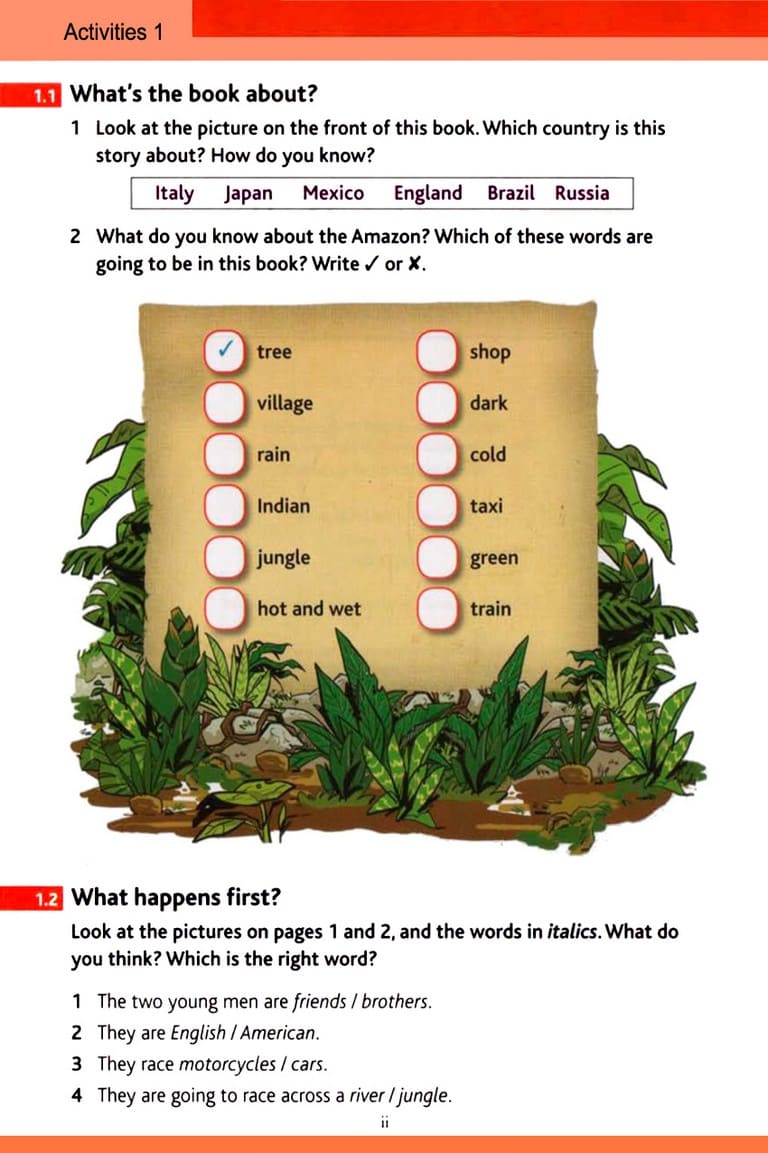 Activities 1
1.1 What's the book about?
1 Look at the picture on the front of this book. Which country is this
story about? How do you know?
Italy Japan Mexico England Brazil Russia
2 What do you know about the Amazon? Which of these words are
going to be in this book? Write ✓ or ✗.
✓ tree shop
village dark
rain cold
Indian taxi
jungle green
hot and wet train
1.2 What happens first?
Look at the pictures on pages 1 and 2, and the words in italics. What do
you think? Which is the right word?
1 The two young men are friends / brothers.
2 They are English / American.
3 They race motorcycles / cars.
4 They are going to race across a river / jungle.
ii